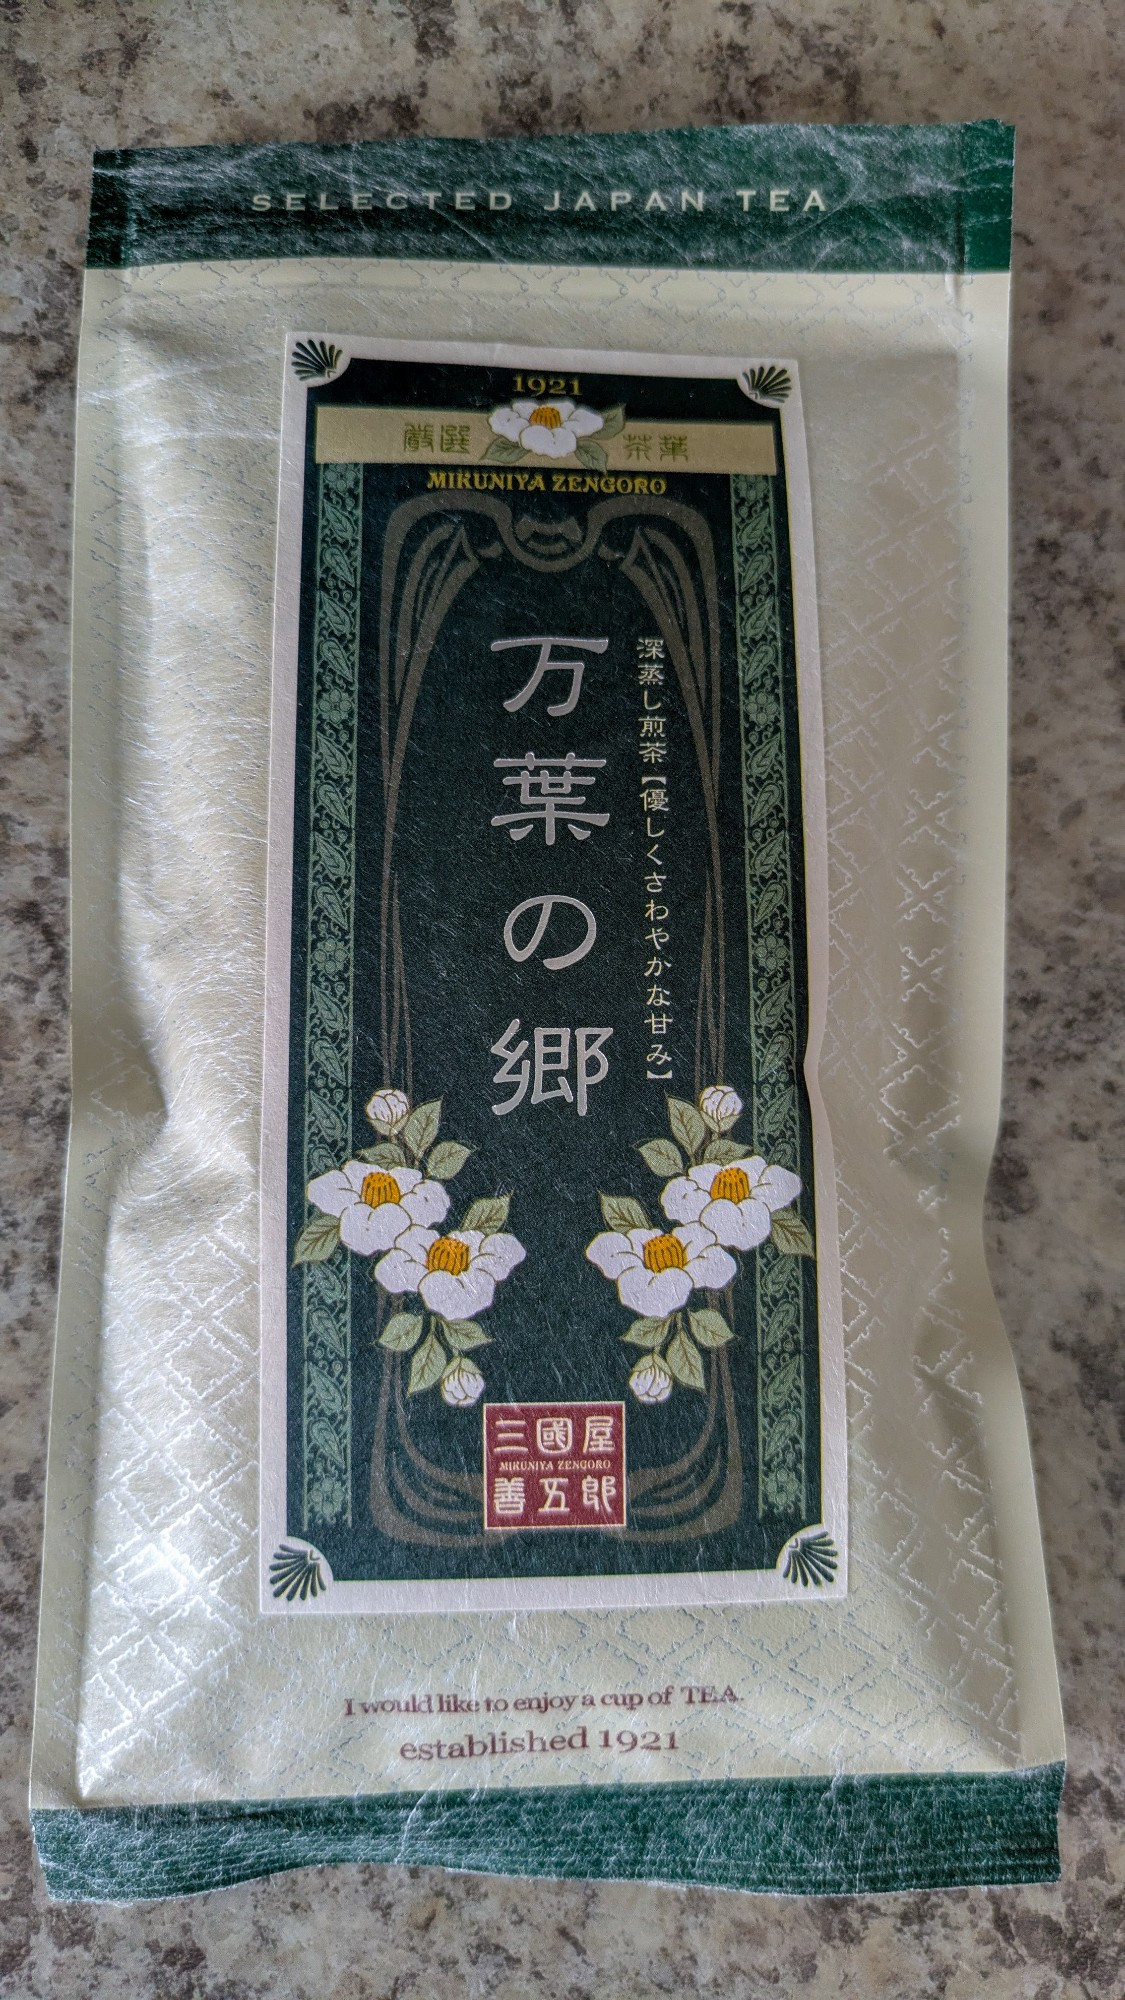 SELECTED JAPAN TEA
1921
厳選 茶葉
MIKUNIYA ZENGORO
深蒸し煎茶【優しくさわやかな甘み】
万葉の郷
三國屋
MIKUNIYA ZENGORO
善五郎
I would like to enjoy a cup of TEA.
established 1921